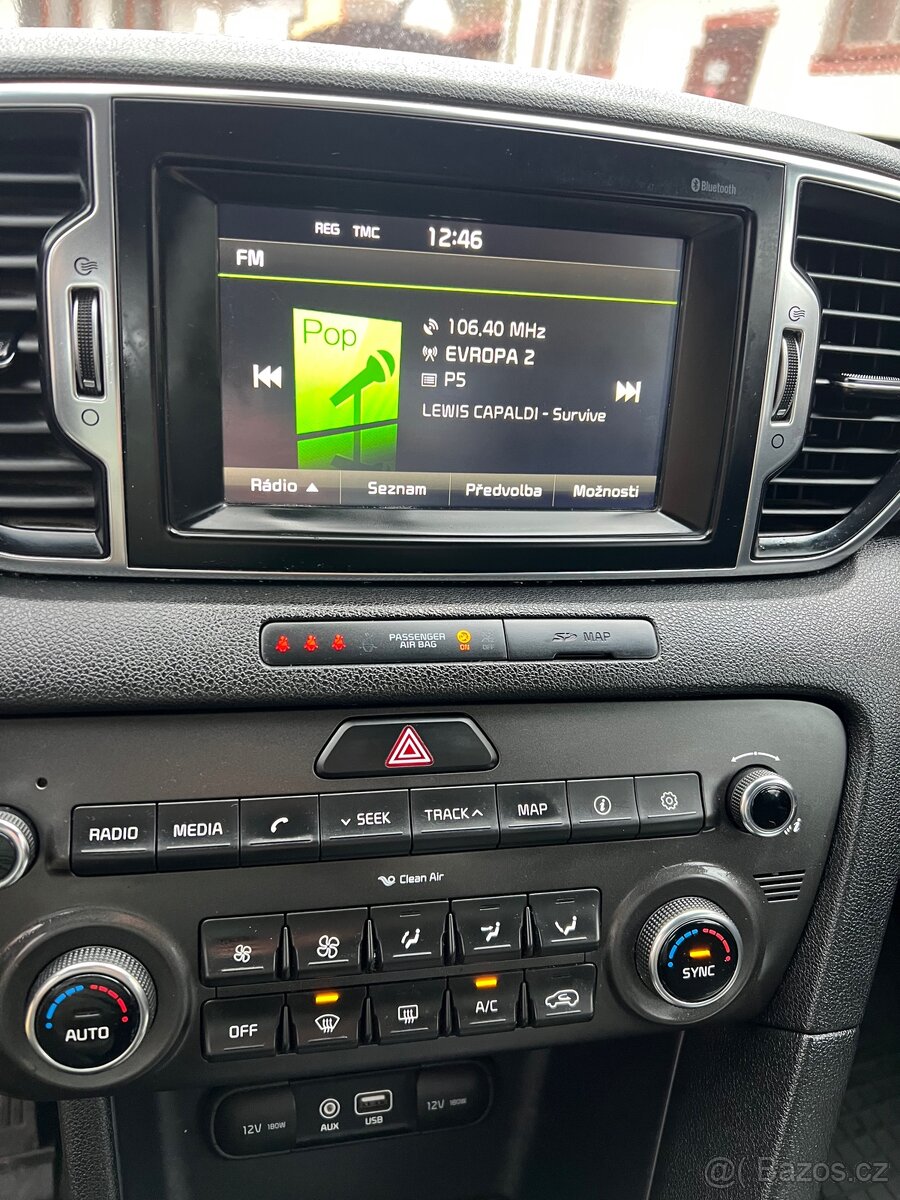 Bluetooth
REG TMC 12:46
FM
Pop
106,40 MHz
EVROPA 2
P5
LEWIS CAPALDI - Survive
Rádio ▲ Seznam Předvolba Možnosti
PASSENGER
AIR BAG
ON
OFF
SD MAP
RADIO MEDIA SEEK TRACK MAP
Clean Air
AUTO
OFF
A/C
SYNC
12V 180W
AUX
USB
12V 180W
@( Bazos.cz